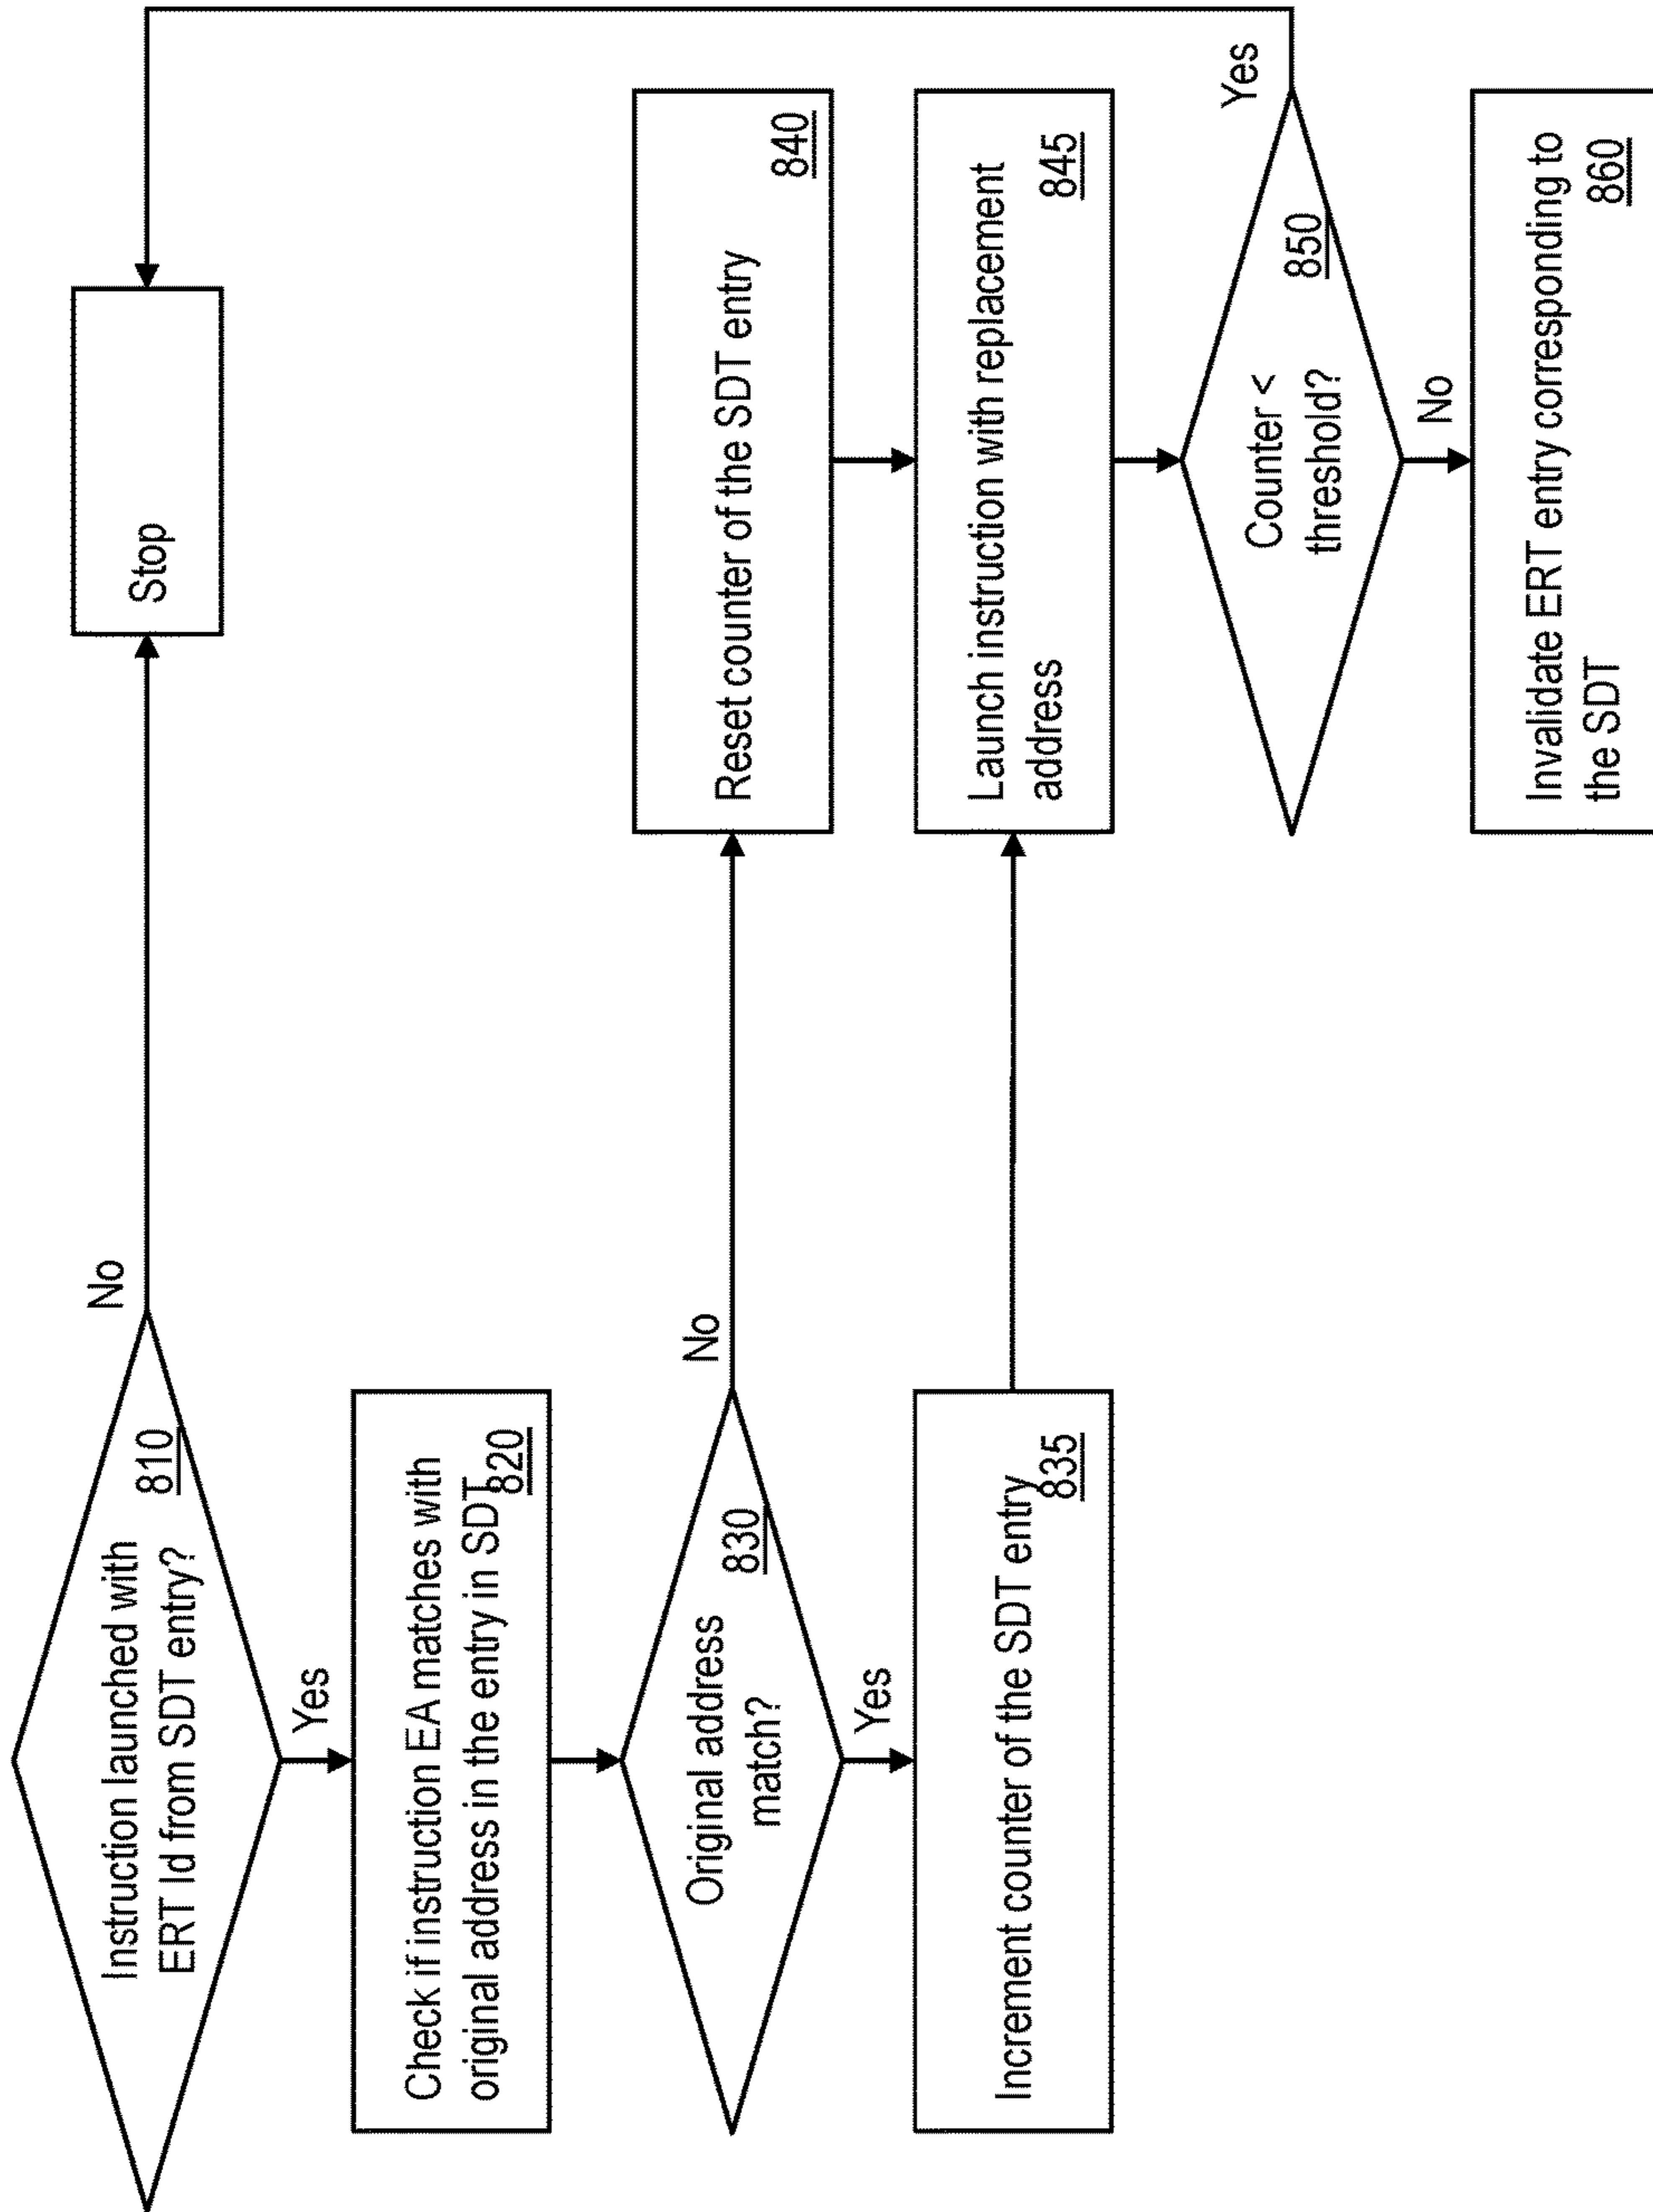 Instruction launched with
ERT Id from SDT entry?
810
No
Stop
Yes
Check if instruction EA matches with
original address in the entry in SDT
820
Original address
match?
830
No
Yes
Increment counter of the SDT entry
835
Reset counter of the SDT entry
840
Launch instruction with replacement
address
845
Counter <
threshold?
850
Yes
No
Invalidate ERT entry corresponding to
the SDT
860